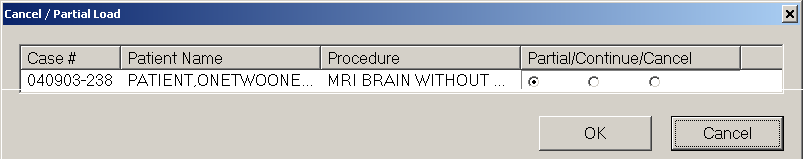 Cancel / Partial Load
Case # Patient Name Procedure Partial/Continue/Cancel
040903-238 PATIENT,ONETWOONE... MRI BRAIN WITHOUT ...
OK Cancel